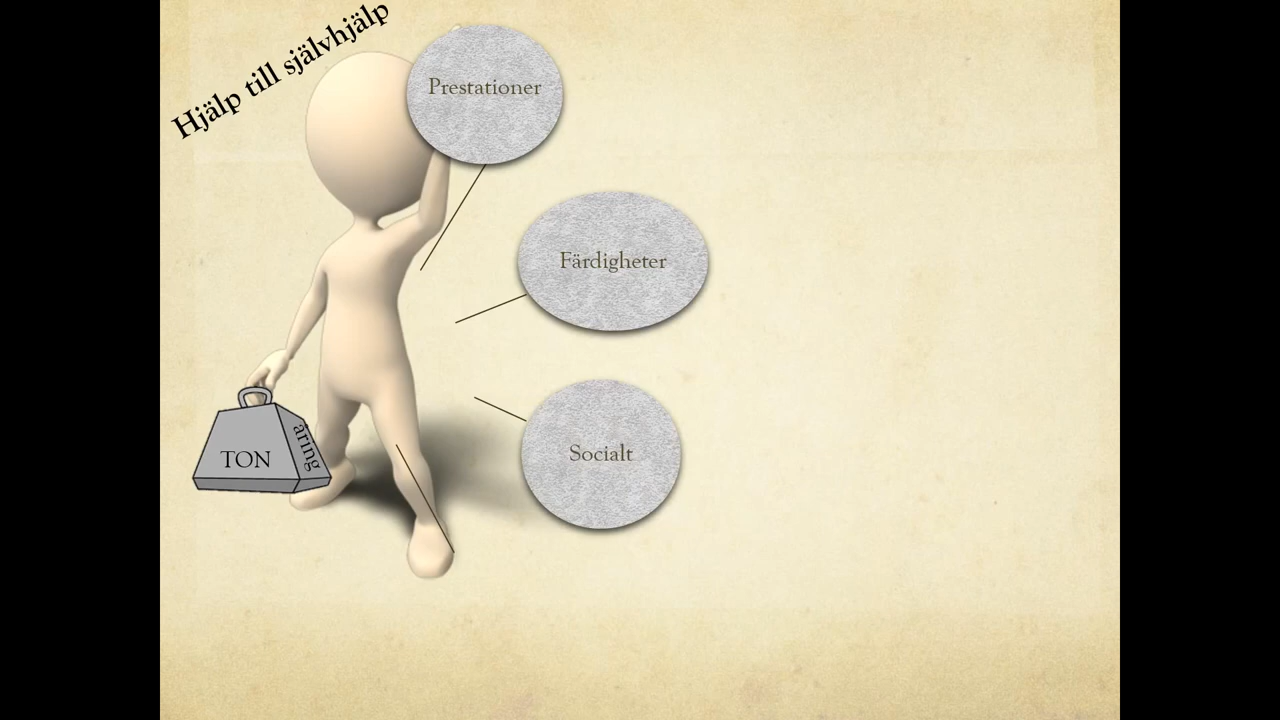 Hjälp till självhjälp
Prestationer
Färdigheter
Socialt
TON
åring